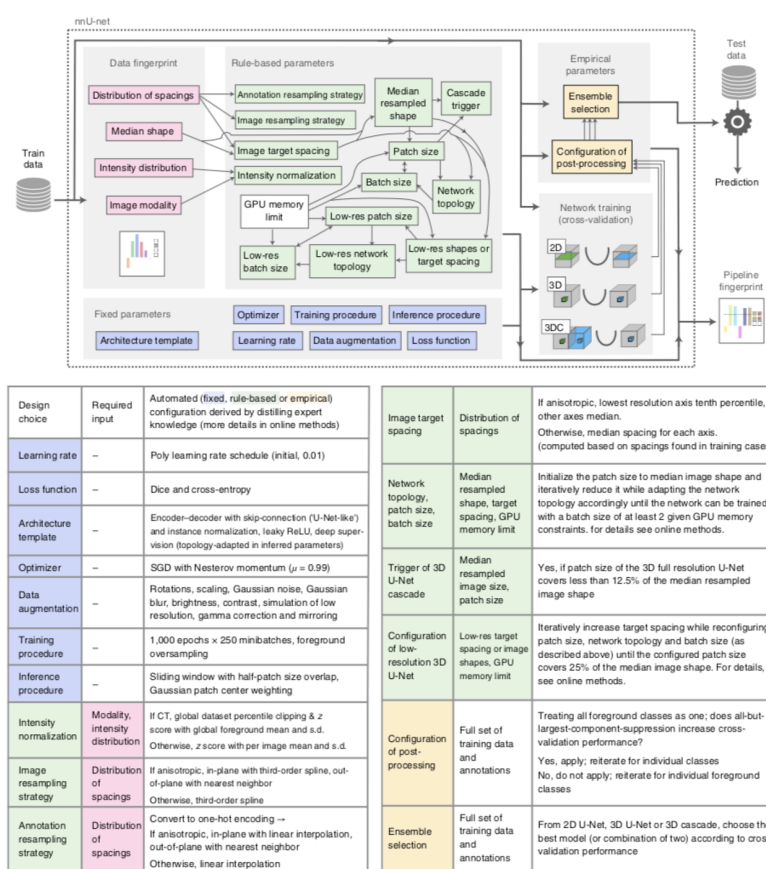 nnU-net
Data fingerprint
Distribution of spacings
Median shape
Intensity distribution
Image modality
Train
data
Rule-based parameters
Annotation resampling strategy
Image resampling strategy
Image target spacing
Intensity normalization
Median
resampled
shape
Cascade
trigger
Patch size
Batch size
Network
topology
GPU memory
limit
Low-res patch size
Low-res
batch size
Low-res network
topology
Low-res shapes or
target spacing
Fixed parameters
Architecture template
Optimizer
Training procedure
Inference procedure
Learning rate
Data augmentation
Loss function
Empirical
parameters
Ensemble
selection
Configuration of
post-processing
Network training
(cross-validation)
2D
3D
3DC
Test
data
Prediction
Pipeline
fingerprint
Design
choice
Required
input
Automated (fixed, rule-based or empirical)
configuration derived by distilling expert
knowledge (more details in online methods)
Learning rate
–
Poly learning rate schedule (initial, 0.01)
Loss function
–
Dice and cross-entropy
Architecture
template
–
Encoder–decoder with skip-connection ('U-Net-like')
and instance normalization, leaky ReLU, deep super-
vision (topology-adapted in inferred parameters)
Optimizer
–
SGD with Nesterov momentum (μ = 0.99)
Data
augmentation
–
Rotations, scaling, Gaussian noise, Gaussian
blur, brightness, contrast, simulation of low
resolution, gamma correction and mirroring
Training
procedure
–
1,000 epochs × 250 minibatches, foreground
oversampling
Inference
procedure
–
Sliding window with half-patch size overlap,
Gaussian patch center weighting
Intensity
normalization
Modality,
intensity
distribution
If CT, global dataset percentile clipping & z
score with global foreground mean and s.d.
Otherwise, z score with per image mean and s.d.
Image
resampling
strategy
Distribution
of
spacings
If anisotropic, in-plane with third-order spline, out-
of-plane with nearest neighbor
Otherwise, third-order spline
Annotation
resampling
strategy
Distribution
of
spacings
Convert to one-hot encoding →
If anisotropic, in-plane with linear interpolation,
out-of-plane with nearest neighbor
Otherwise, linear interpolation
Image target
spacing
Distribution of
spacings
If anisotropic, lowest resolution axis tenth percentile,
other axes median.
Otherwise, median spacing for each axis.
(computed based on spacings found in training case
Network
topology,
patch size,
batch size
Median
resampled
shape, target
spacing, GPU
memory limit
Initialize the patch size to median image shape and
iteratively reduce it while adapting the network
topology accordingly until the network can be trained
with a batch size of at least 2 given GPU memory
constraints. for details see online methods.
Trigger of 3D
U-Net
cascade
Median
resampled
image size,
patch size
Yes, if patch size of the 3D full resolution U-Net
covers less than 12.5% of the median resampled
image shape
Configuration
of low-
resolution 3D
U-Net
Low-res target
spacing or image
shapes, GPU
memory limit
Iteratively increase target spacing while reconfiguring
patch size, network topology and batch size (as
described above) until the configured patch size
covers 25% of the median image shape. For details,
see online methods.
Configuration
of post-
processing
Full set of
training data
and
annotations
Treating all foreground classes as one; does all-but-
largest-component-suppression increase cross-
validation performance?
Yes, apply; reiterate for individual classes
No, do not apply; reiterate for individual foreground
classes
Ensemble
selection
Full set of
training data
and
annotations
From 2D U-Net, 3D U-Net or 3D cascade, choose the
best model (or combination of two) according to cros
validation performance